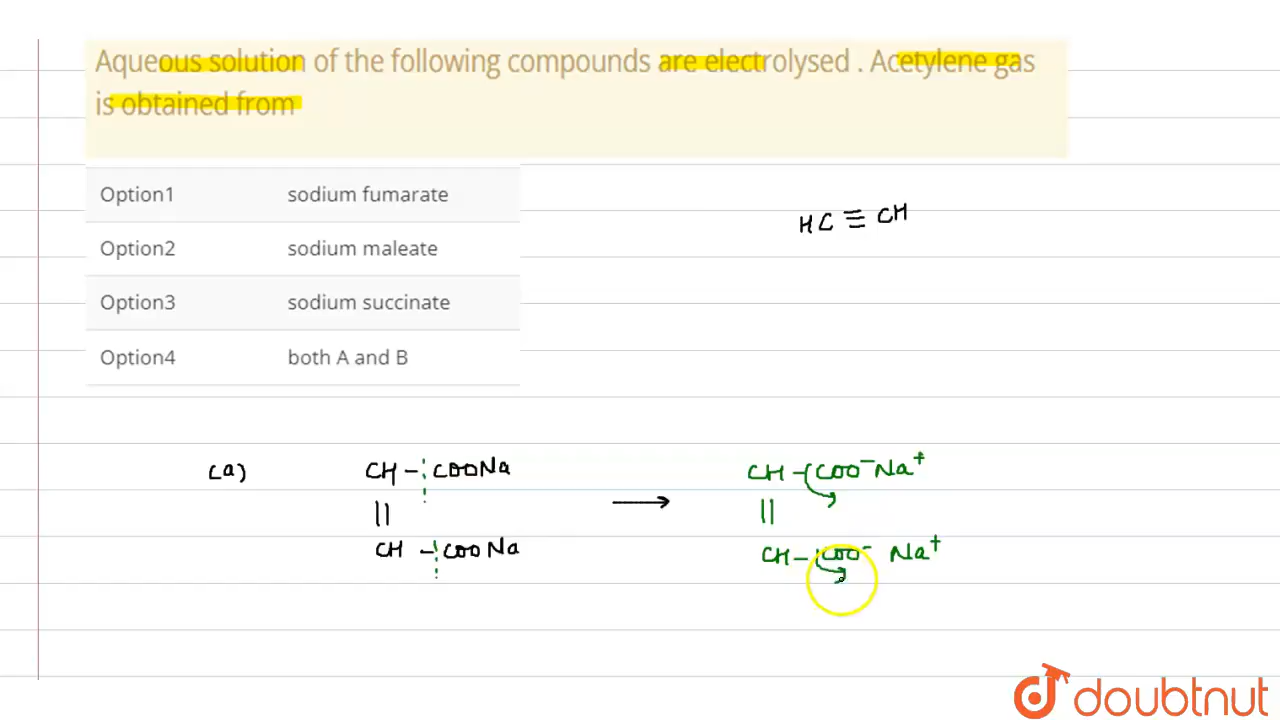 Aqueous solution of the following compounds are electrolysed . Acetylene gas
is obtained from
Option1 sodium fumarate
Option2 sodium maleate
Option3 sodium succinate
Option4 both A and B
HC ≡ CH
(a) CH – COONa ⟶ CH – COO⁻ Na⁺
|| ||
CH – COONa CH – COO⁻ Na⁺
doubtnut